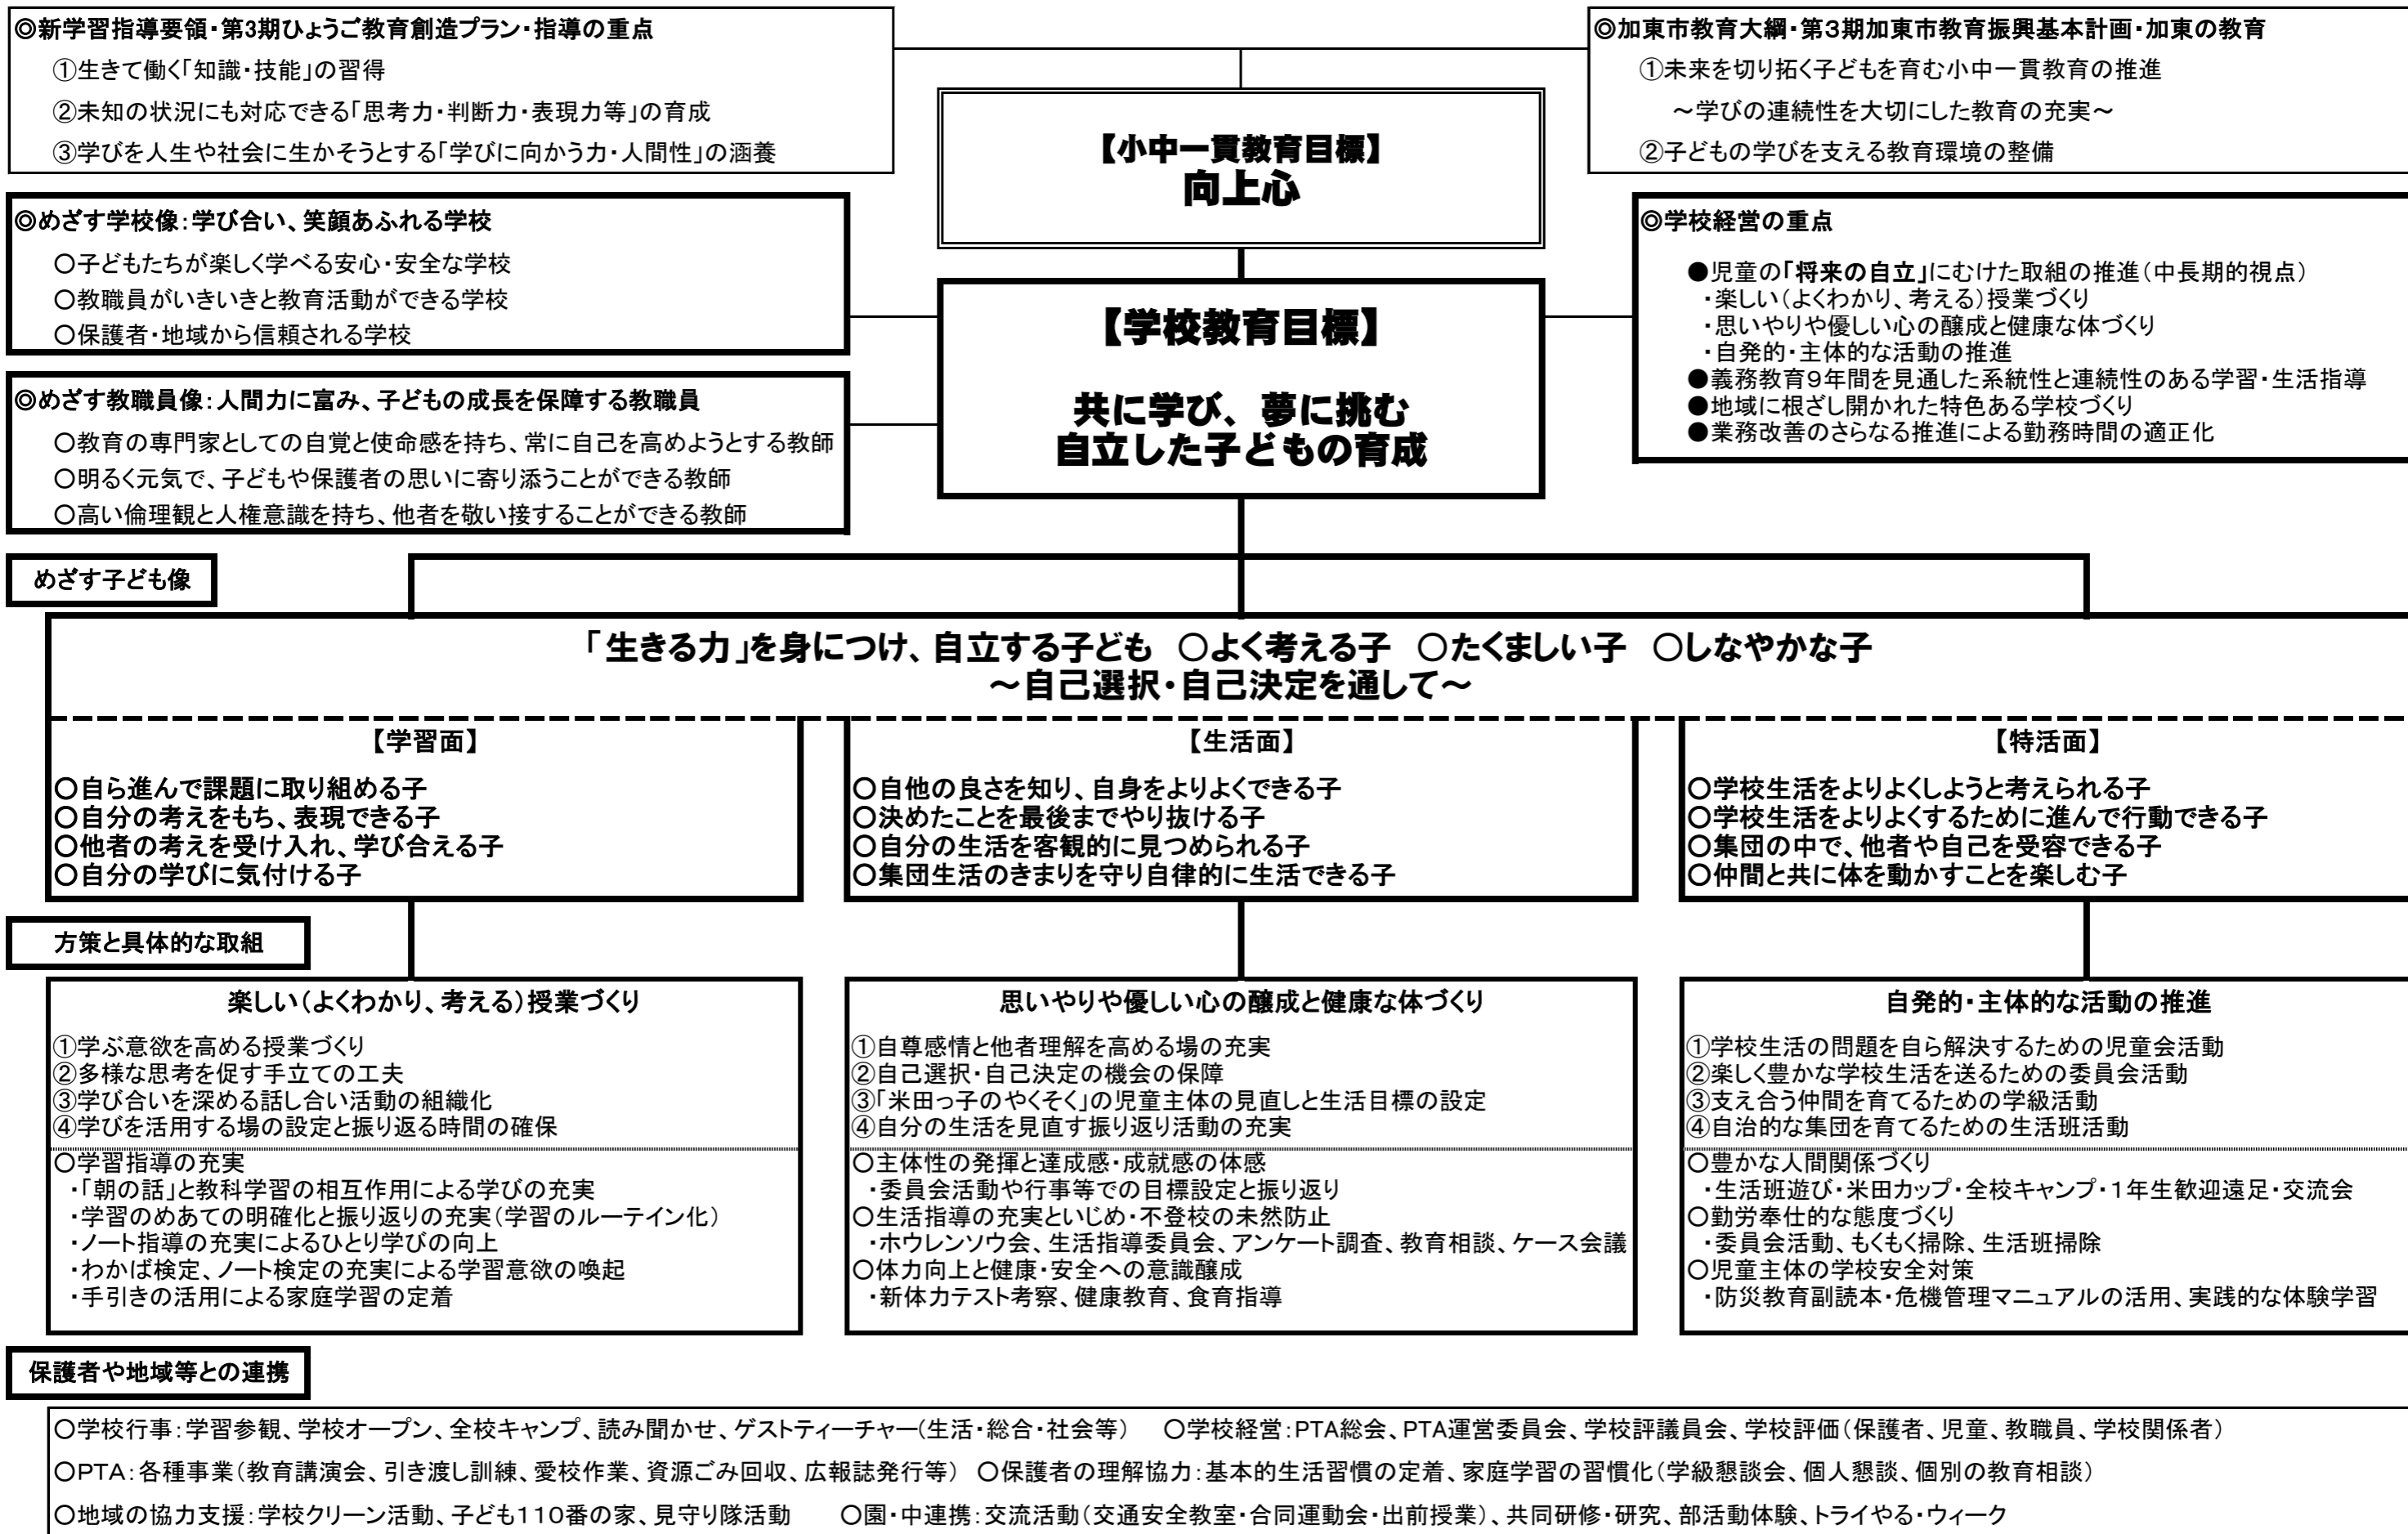 ◎新学習指導要領・第3期ひょうご教育創造プラン・指導の重点
①生きて働く「知識・技能」の習得
②未知の状況にも対応できる「思考力・判断力・表現力等」の育成
③学びを人生や社会に生かそうとする「学びに向かう力・人間性」の涵養
◎加東市教育大綱・第3期加東市教育振興基本計画・加東の教育
①未来を切り拓く子どもを育む小中一貫教育の推進
～学びの連続性を大切にした教育の充実～
②子どもの学びを支える教育環境の整備
【小中一貫教育目標】
向上心
◎めざす学校像：学び合い、笑顔あふれる学校
○子どもたちが楽しく学べる安心・安全な学校
○教職員がいきいきと教育活動ができる学校
○保護者・地域から信頼される学校
◎めざす教職員像：人間力に富み、子どもの成長を保障する教職員
○教育の専門家としての自覚と使命感を持ち、常に自己を高めようとする教師
○明るく元気で、子どもや保護者の思いに寄り添うことができる教師
○高い倫理観と人権意識を持ち、他者を敬い接することができる教師
【学校教育目標】
共に学び、夢に挑む
自立した子どもの育成
◎学校経営の重点
●児童の「将来の自立」にむけた取組の推進（中長期的視点）
・楽しい（よくわかり、考える）授業づくり
・思いやりや優しい心の醸成と健康な体づくり
・自発的・主体的な活動の推進
●義務教育9年間を見通した系統性と連続性のある学習・生活指導
●地域に根ざし開かれた特色ある学校づくり
●業務改善のさらなる推進による勤務時間の適正化
めざす子ども像
「生きる力」を身につけ、自立する子ども ○よく考える子 ○たくましい子 ○しなやかな子
～自己選択・自己決定を通して～
【学習面】
○自ら進んで課題に取り組める子
○自分の考えをもち、表現できる子
○他者の考えを受け入れ、学び合える子
○自分の学びに気付ける子
【生活面】
○自他の良さを知り、自身をよりよくできる子
○決めたことを最後までやり抜ける子
○自分の生活を客観的に見つめられる子
○集団生活のきまりを守り自律的に生活できる子
【特活面】
○学校生活をよりよくしようと考えられる子
○学校生活をよりよくするために進んで行動できる子
○集団の中で、他者や自己を受容できる子
○仲間と共に体を動かすことを楽しむ子
方策と具体的な取組
楽しい（よくわかり、考える）授業づくり
①学ぶ意欲を高める授業づくり
②多様な思考を促す手立ての工夫
③学び合いを深める話し合い活動の組織化
④学びを活用する場の設定と振り返る時間の確保
○学習指導の充実
・「朝の話」と教科学習の相互作用による学びの充実
・学習のめあての明確化と振り返りの充実（学習のルーテイン化）
・ノート指導の充実によるひとり学びの向上
・わかば検定、ノート検定の充実による学習意欲の喚起
・手引きの活用による家庭学習の定着
思いやりや優しい心の醸成と健康な体づくり
①自尊感情と他者理解を高める場の充実
②自己選択・自己決定の機会の保障
③「米田っ子のやくそく」の児童主体の見直しと生活目標の設定
④自分の生活を見直す振り返り活動の充実
○主体性の発揮と達成感・成就感の体感
・委員会活動や行事等での目標設定と振り返り
○生活指導の充実といじめ・不登校の未然防止
・ホウレンソウ会、生活指導委員会、アンケート調査、教育相談、ケース会議
○体力向上と健康・安全への意識醸成
・新体力テスト考察、健康教育、食育指導
自発的・主体的な活動の推進
①学校生活の問題を自ら解決するための児童会活動
②楽しく豊かな学校生活を送るための委員会活動
③支え合う仲間を育てるための学級活動
④自治的な集団を育てるための生活班活動
○豊かな人間関係づくり
・生活班遊び・米田カップ・全校キャンプ・1年生歓迎遠足・交流会
○勤労奉仕的な態度づくり
・委員会活動、もくもく掃除、生活班掃除
○児童主体の学校安全対策
・防災教育副読本・危機管理マニュアルの活用、実践的な体験学習
保護者や地域等との連携
○学校行事：学習参観、学校オープン、全校キャンプ、読み聞かせ、ゲストティーチャー(生活・総合・社会等) ○学校経営：PTA総会、PTA運営委員会、学校評議員会、学校評価（保護者、児童、教職員、学校関係者）
○PTA：各種事業（教育講演会、引き渡し訓練、愛校作業、資源ごみ回収、広報誌発行等） ○保護者の理解協力：基本的生活習慣の定着、家庭学習の習慣化（学級懇談会、個人懇談、個別の教育相談）
○地域の協力支援：学校クリーン活動、子ども110番の家、見守り隊活動 ○園・中連携：交流活動（交通安全教室・合同運動会・出前授業）、共同研修・研究、部活動体験、トライやる・ウィーク